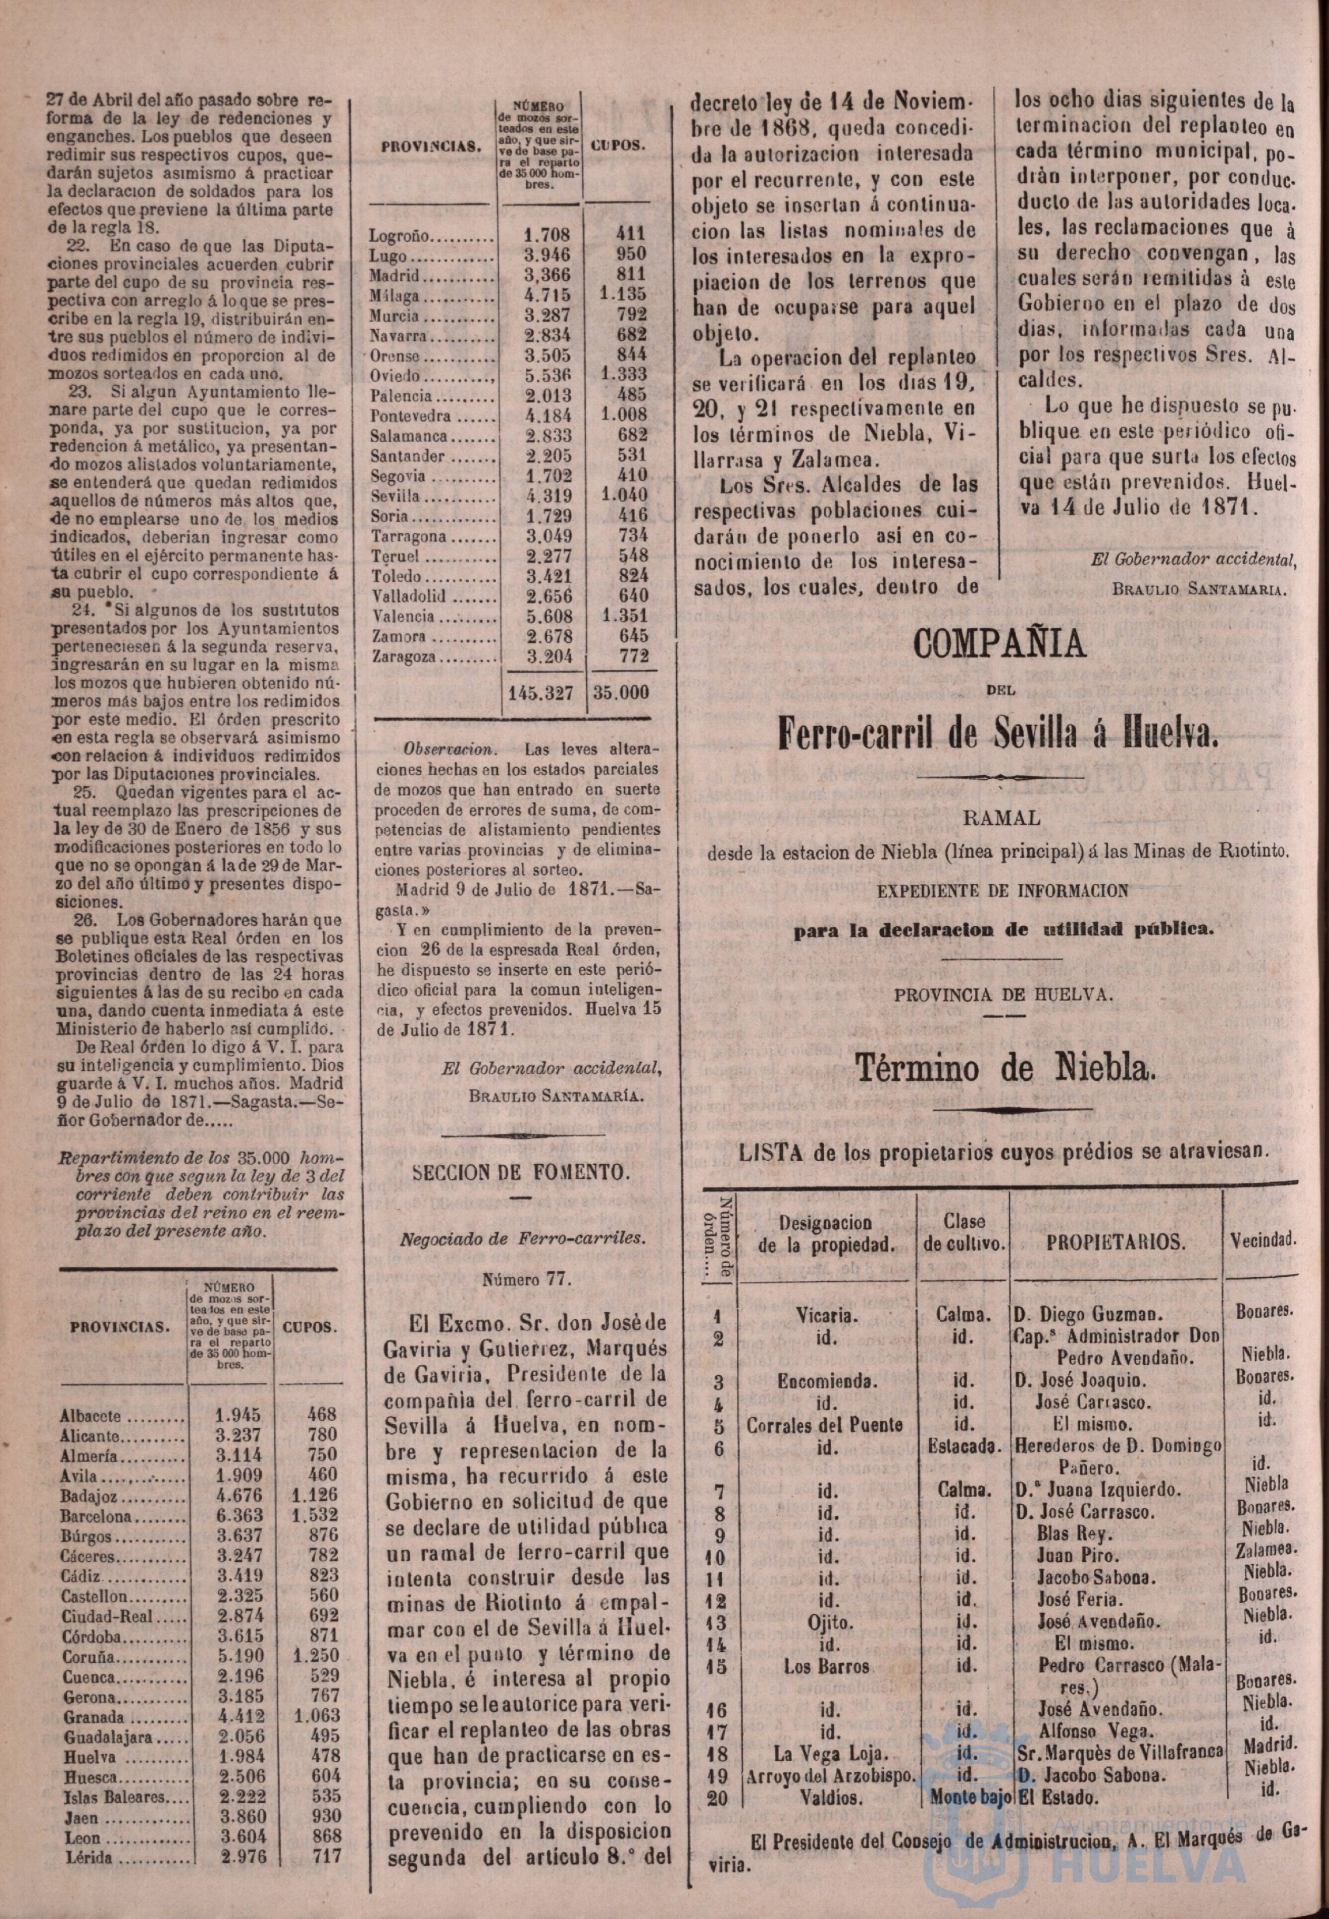 27 de Abril del año pasado sobre re-
forma de la ley de redenciones y
enganches. Los pueblos que deseen
redimir sus respectivos cupos, que-
darán sujetos asimismo á practicar
la declaracion de soldados para los
efectos que previene la última parte
de la regla 18.
22. En caso de que las Diputa-
ciones provinciales acuerden cubrir
parte del cupo de su provincia res-
pectiva con arreglo á lo que se pres-
cribe en la regla 19, distribuirán en-
tre sus pueblos el número de indivi-
duos redimidos en proporcion al de
mozos sorteados en cada uno.
23. Si algun Ayuntamiento lle-
nare parte del cupo que le corres-
ponda, ya por sustitucion, ya por
redencion á metálico, ya presentan-
do mozos alistados voluntariamente,
se entenderá que quedan redimidos
aquellos de números más altos que,
de no emplearse uno de los medios
indicados, deberian ingresar como
útiles en el ejército permanente has-
ta cubrir el cupo correspondiente á
su pueblo.
24. Si algunos de los sustitutos
presentados por los Ayuntamientos
perteneciesen á la segunda reserva,
ingresarán en su lugar en la misma
los mozos que hubieren obtenido nú-
meros más bajos entre los redimidos
por este medio. El órden prescrito
en esta regla se observará asimismo
con relacion á individuos redimidos
por las Diputaciones provinciales.
25. Quedan vigentes para el ac-
tual reemplazo las prescripciones de
la ley de 30 de Enero de 1856 y sus
modificaciones posteriores en todo lo
que no se opongan á la de 29 de Mar-
zo del año último y presentes dispo-
siciones.
26. Los Gobernadores harán que
se publique esta Real órden en los
Boletines oficiales de las respectivas
provincias dentro de las 24 horas
siguientes á las de su recibo en cada
una, dando cuenta inmediata á este
Ministerio de haberlo así cumplido.
De Real órden lo digo á V. I. para
su inteligencia y cumplimiento. Dios
guarde á V. I. muchos años. Madrid
9 de Julio de 1871.—Sagasta.—Se-
ñor Gobernador de.....
Repartimiento de los 35.000 hom-
bres con que segun la ley de 3 del
corriente deben contribuir las
provincias del reino en el reem-
plazo del presente año.
PROVINCIAS. NÚMERO de mozos sor-teados en este año, y que sir-ve de base pa-ra el reparto de 35 000 hom-bres. CUPOS.
Albacete ......... 1.945 468
Alicante.......... 3.237 780
Almería.......... 3.114 750
Avila............. 1.909 460
Badajoz.......... 4.676 1.126
Barcelona........ 6.363 1.532
Búrgos........... 3.637 876
Cáceres........... 3.247 782
Cádiz ............ 3.419 823
Castellon......... 2.325 560
Ciudad-Real..... 2.874 692
Córdoba.......... 3.615 871
Coruña........... 5.190 1.250
Cuenca........... 2.196 529
Gerona........... 3.185 767
Granada ......... 4.412 1.063
Guadalajara ..... 2.056 495
Huelva .......... 1.984 478
Huesca........... 2.506 604
Islas Baleares.... 2.222 535
Jaen ............. 3.860 930
Leon ............. 3.604 868
Lérida ........... 2.976 717
PROVINCIAS. NÚMERO de mozos sor-teados en este año, y que sir-ve de base pa-ra el reparto de 35 000 hom-bres. CUPOS.
Logroño.......... 1.708 411
Lugo ............. 3.946 950
Madrid........... 3,366 811
Málaga........... 4.715 1.135
Murcia ........... 3.287 792
Navarra.......... 2.834 682
Orense ........... 3.505 844
Oviedo .......... 5.536 1.333
Palencia ......... 2.013 485
Pontevedra ...... 4.184 1.008
Salamanca....... 2.833 682
Santander ....... 2.205 531
Segovia .......... 1.702 410
Sevilla ........... 4.319 1.040
Soria............. 1.729 416
Tarragona ....... 3.049 734
Teruel ........... 2.277 548
Toledo ........... 3.421 824
Valladolid ....... 2.656 640
Valencia ......... 5.608 1.351
Zamora .......... 2.678 645
Zaragoza......... 3.204 772
145.327 35.000
Observacion. Las leves altera-
ciones hechas en los estados parciales
de mozos que han entrado en suerte
proceden de errores de suma, de com-
petencias de alistamiento pendientes
entre varias provincias y de elimina-
ciones posteriores al sorteo.
Madrid 9 de Julio de 1871.—Sa-
gasta.»
Y en cumplimiento de la preven-
cion 26 de la espresada Real órden,
he dispuesto se inserte en este perió-
dico oficial para la comun inteligen-
cia, y efectos prevenidos. Huelva 15
de Julio de 1871.
El Gobernador accidental,
BRAULIO SANTAMARÍA.
SECCION DE FOMENTO.
Negociado de Ferro-carriles.
Número 77.
El Excmo. Sr. don Josè de
Gaviria y Gutierrez, Marqués
de Gaviria, Presidente de la
compañia del ferro-carril de
Sevilla á Huelva, en nom-
bre y representacion de la
misma, ha recurrido á este
Gobierno en solicitud de que
se declare de utilidad pública
un ramal de ferro-carril que
intenta construir desde las
minas de Riotinto á empal-
mar con el de Sevilla á Huel-
va en el punto y término de
Niebla, é interesa al propio
tiempo se le autorice para veri-
ficar el replanteo de las obras
que han de practicarse en es-
ta provincia; en su conse-
cuencia, cumpliendo con lo
prevenido en la disposicion
segunda del artículo 8.º del
decreto ley de 14 de Noviem-
bre de 1868, queda concedi-
da la autorizacion interesada
por el recurrente, y con este
objeto se insertan á continua-
cion las listas nominales de
los interesados en la expro-
piacion de los terrenos que
han de ocuparse para aquel
objeto.
La operacion del replanteo
se verificará en los dias 19,
20, y 21 respectivamente en
los términos de Niebla, Vi-
llarrasa y Zalamea.
Los Sres. Alcaldes de las
respectivas poblaciones cui-
darán de ponerlo asi en co-
nocimiento de los interesa-
sados, los cuales, dentro de
los ocho dias siguientes de la
terminacion del replanteo en
cada término municipal, po-
drán interponer, por conduc-
ducto de las autoridades loca-
les, las reclamaciones que à
su derecho convengan, las
cuales serán remitidas à este
Gobierno en el plazo de dos
dias, informadas cada una
por los respectivos Sres. Al-
caldes.
Lo que he dispuesto se pu-
blique en este periódico ofi-
cial para que surta los efectos
que están prevenidos. Huel-
va 14 de Julio de 1871.
El Gobernador accidental,
BRAULIO SANTAMARIA.
COMPAÑIA
DEL
Ferro-carril de Sevilla á Huelva.
RAMAL
desde la estacion de Niebla (línea principal) á las Minas de Riotinto.
EXPEDIENTE DE INFORMACION
para la declaracion de utilidad pública.
PROVINCIA DE HUELVA.
Término de Niebla.
LISTA de los propietarios cuyos prédios se atraviesan.
Número de órden.... Designacion de la propiedad. Clase de cultivo. PROPIETARIOS. Vecindad.
1 Vicaria. Calma. D. Diego Guzman. Bonares.
2 id. id. Cap.ª Administrador Don
Pedro Avendaño. Niebla.
3 Encomienda. id. D. José Joaquin. Bonares.
4 id. id. José Carrasco. id.
5 Corrales del Puente id. El mismo. id.
6 id. Estacada. Herederos de D. Domingo
Pañero. id.
7 id. Calma. D.ª Juana Izquierdo. Niebla
8 id. id. D. José Carrasco. Bonares.
9 id. id. Blas Rey. Niebla.
10 id. id. Juan Piro. Zalamea.
11 id. id. Jacobo Sabona. Niebla.
12 id. id. José Feria. Bonares.
13 Ojito. id. José Avendaño. Niebla.
14 id. id. El mismo. id.
15 Los Barros id. Pedro Carrasco (Mala-
res.) Bonares.
16 id. id. José Avendaño. Niebla.
17 id. id. Alfonso Vega. id.
18 La Vega Loja. id. Sr. Marquès de Villafranca Madrid.
19 Arroyo del Arzobispo. id. D. Jacobo Sabona. Niebla.
20 Valdios. Monte bajo El Estado. id.
El Presidente del Consejo de Administrucion, A. El Marqués de Ga-
viria.
Ayuntamiento de
HUELVA